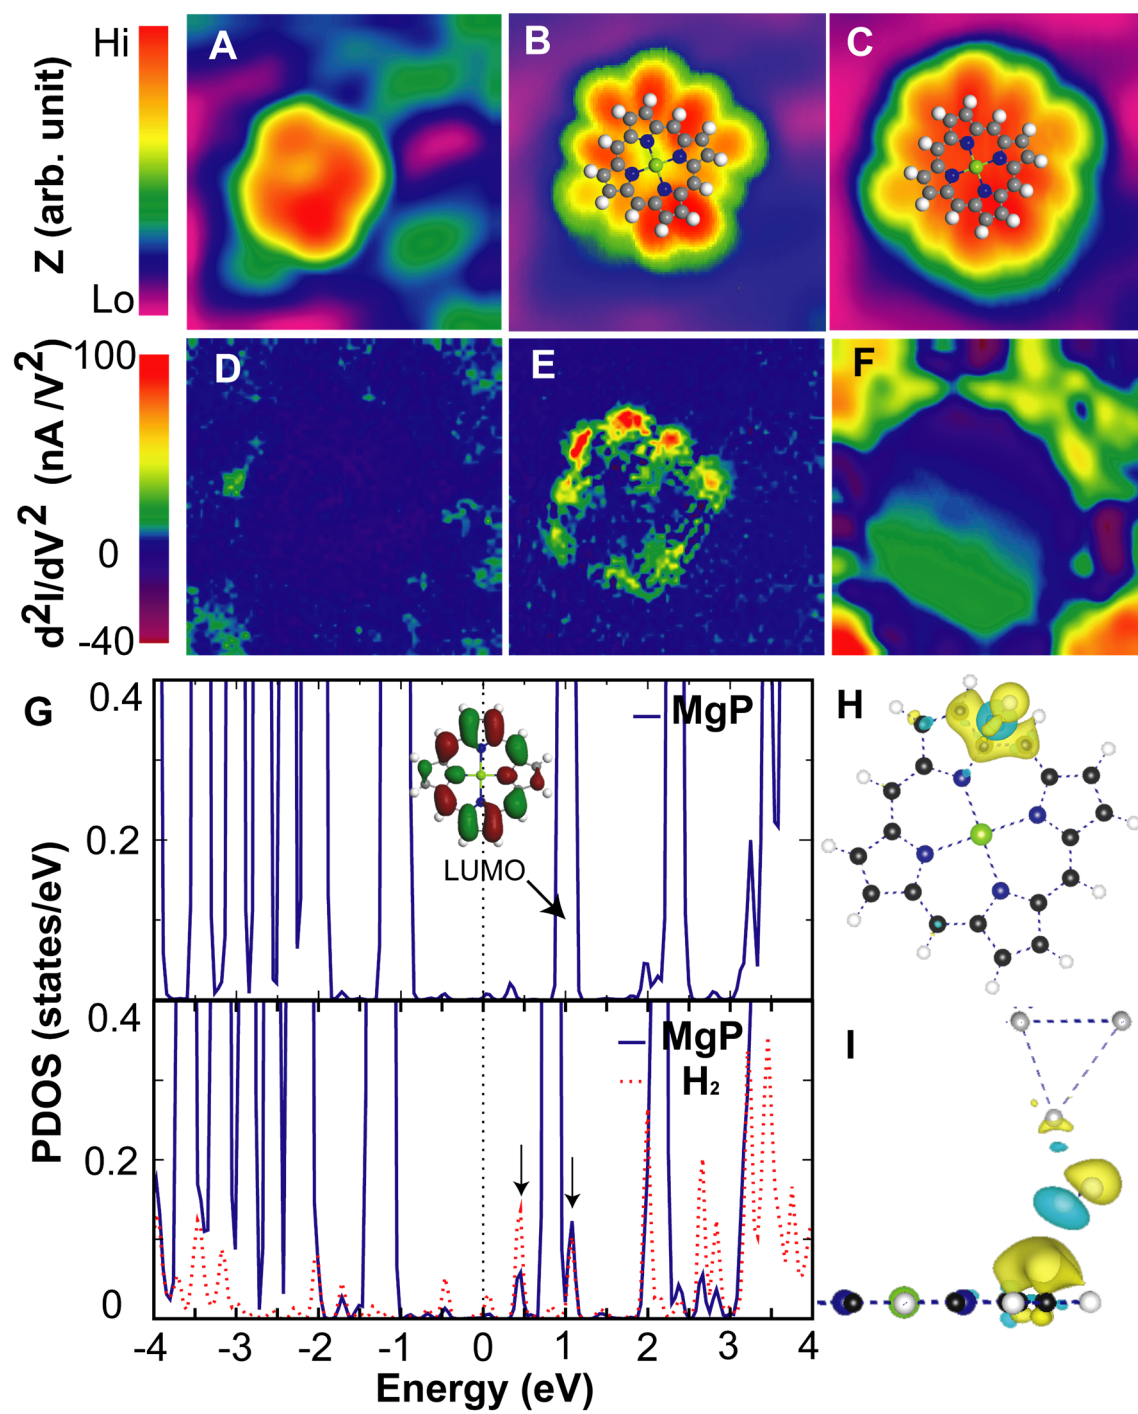 Hi
Z (arb. unit)
Lo
A
B
C
100
d²I/dV² (nA /V²)
0
-40
D
E
F
G
0.4
0.2
MgP
LUMO
PDOS (states/eV)
0.4
0.2
0
MgP
H₂
-4 -3 -2 -1 0 1 2 3 4
Energy (eV)
H
I